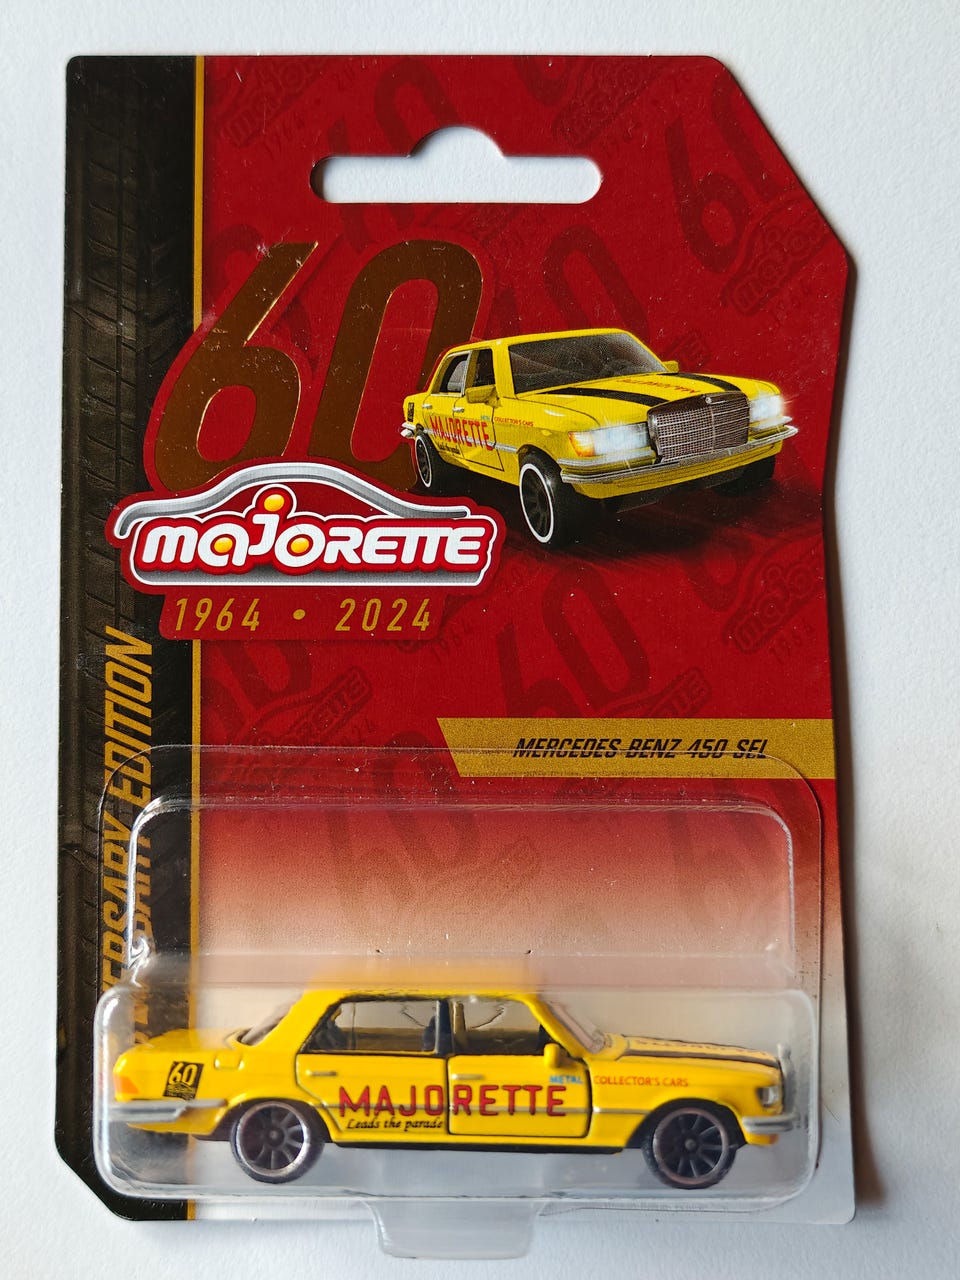 60
MAJORETTE
METAL COLLECTOR'S CARS
MAJORETTE
majorette
1964 • 2024
ANNIVERSARY EDITION
MERCEDES BENZ 450 SEL
60
METAL COLLECTOR'S CARS
MAJORETTE
Leads the parade